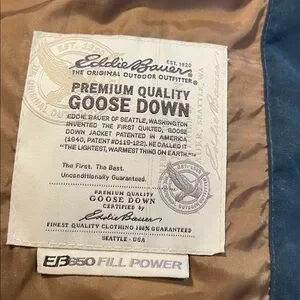 Eddie Bauer EST. 1920
THE ORIGINAL OUTDOOR OUTFITTER
PREMIUM QUALITY
GOOSE DOWN
EDDIE BAUER OF SEATTLE, WASHINGTON,
INVENTED THE FIRST QUILTED, GOOSE
DOWN JACKET PATENTED IN AMERICA
(1940, PATENT #D119-122). HE CALLED IT
"THE LIGHTEST, WARMEST THING ON EARTH"
The First. The Best.
Unconditionally Guaranteed.
PREMIUM QUALITY
GOOSE DOWN
CERTIFIED by
Eddie Bauer
FINEST QUALITY CLOTHING 100% GUARANTEED
SEATTLE · USA
EB650 FILL POWER